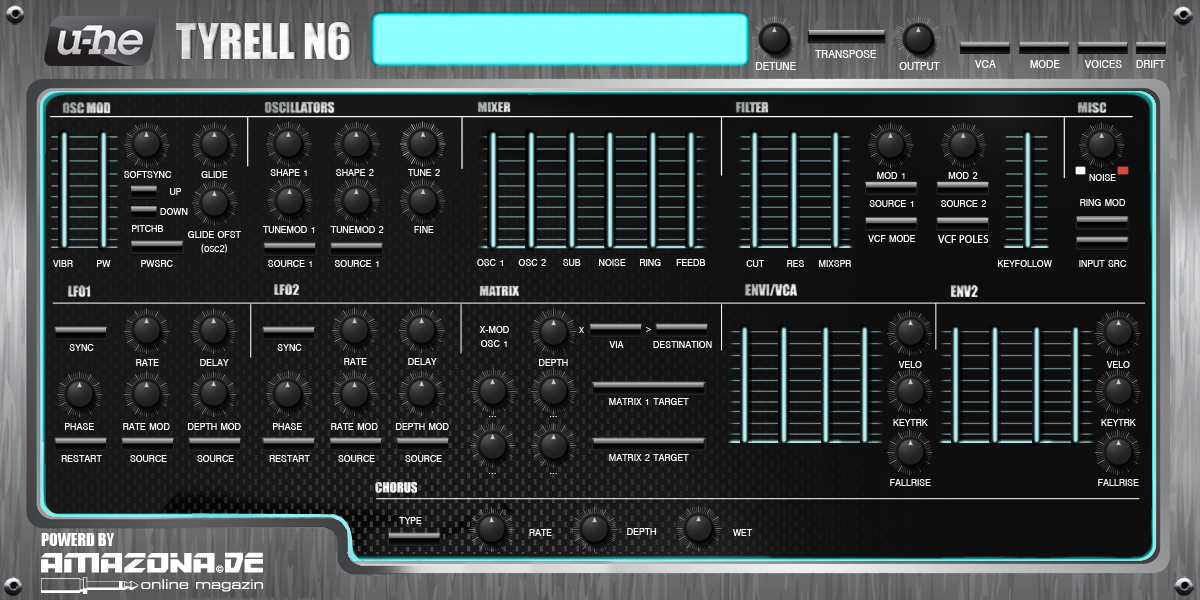 u-he TYRELL N6
DETUNE TRANSPOSE OUTPUT VCA MODE VOICES DRIFT
OSC MOD OSCILLATORS MIXER FILTER MISC
SOFTSYNC GLIDE SHAPE 1 SHAPE 2 TUNE 2 MOD 1 MOD 2 NOISE
UP SOURCE 1 SOURCE 2 RING MOD
DOWN
PITCHB GLIDE OFST TUNEMOD 1 TUNEMOD 2 FINE VCF MODE VCF POLES
(osc2)
VIBR PW PWSRC SOURCE 1 SOURCE 1 OSC 1 OSC 2 SUB NOISE RING FEEDB CUT RES MIXSPR KEYFOLLOW INPUT SRC
LFO1 LFO2 MATRIX ENV1/VCA ENV2
X-MOD x >
OSC 1
SYNC RATE DELAY SYNC RATE DELAY DEPTH VIA DESTINATION VELO VELO
MATRIX 1 TARGET
... ...
PHASE RATE MOD DEPTH MOD PHASE RATE MOD DEPTH MOD KEYTRK KEYTRK
RESTART SOURCE SOURCE RESTART SOURCE SOURCE MATRIX 2 TARGET
... ...
FALLRISE FALLRISE
CHORUS
TYPE RATE DEPTH WET
POWERD BY
AMAZONA.DE
online magazin